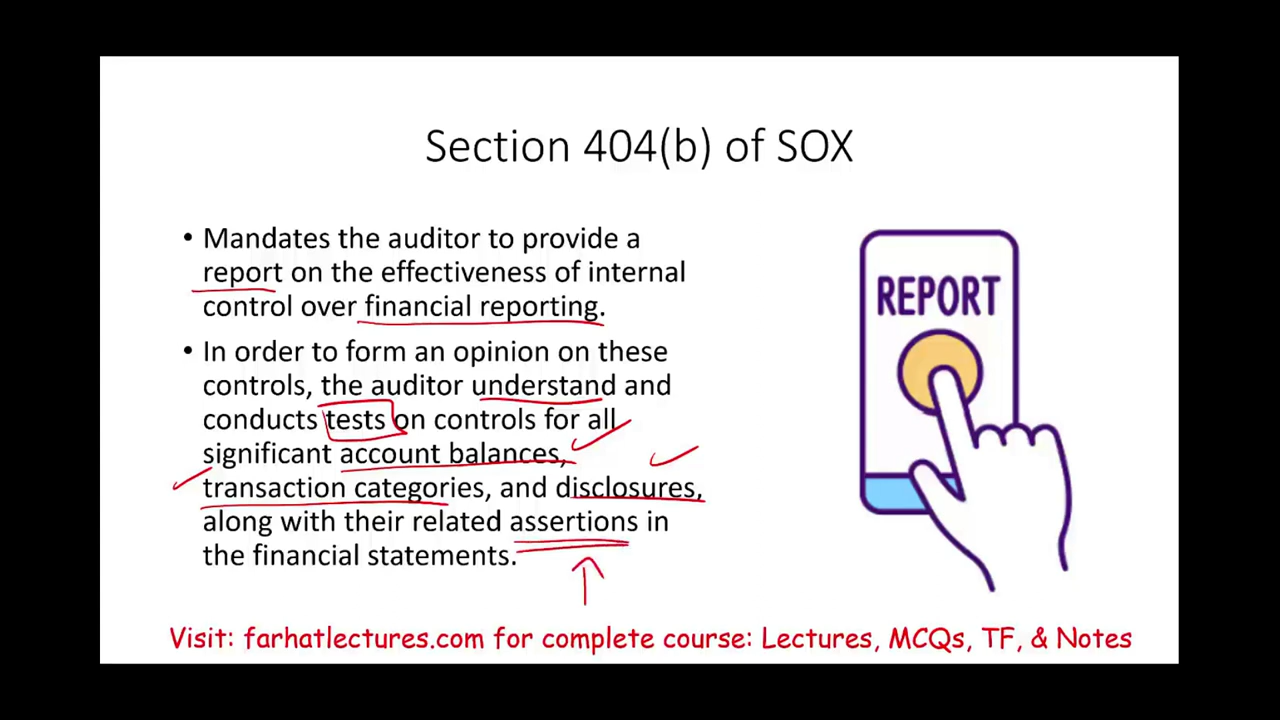 Section 404(b) of SOX
• Mandates the auditor to provide a
report on the effectiveness of internal
control over financial reporting.
• In order to form an opinion on these
controls, the auditor understand and
conducts tests on controls for all
significant account balances,
transaction categories, and disclosures,
along with their related assertions in
the financial statements.
REPORT
Visit: farhatlectures.com for complete course: Lectures, MCQs, TF, & Notes